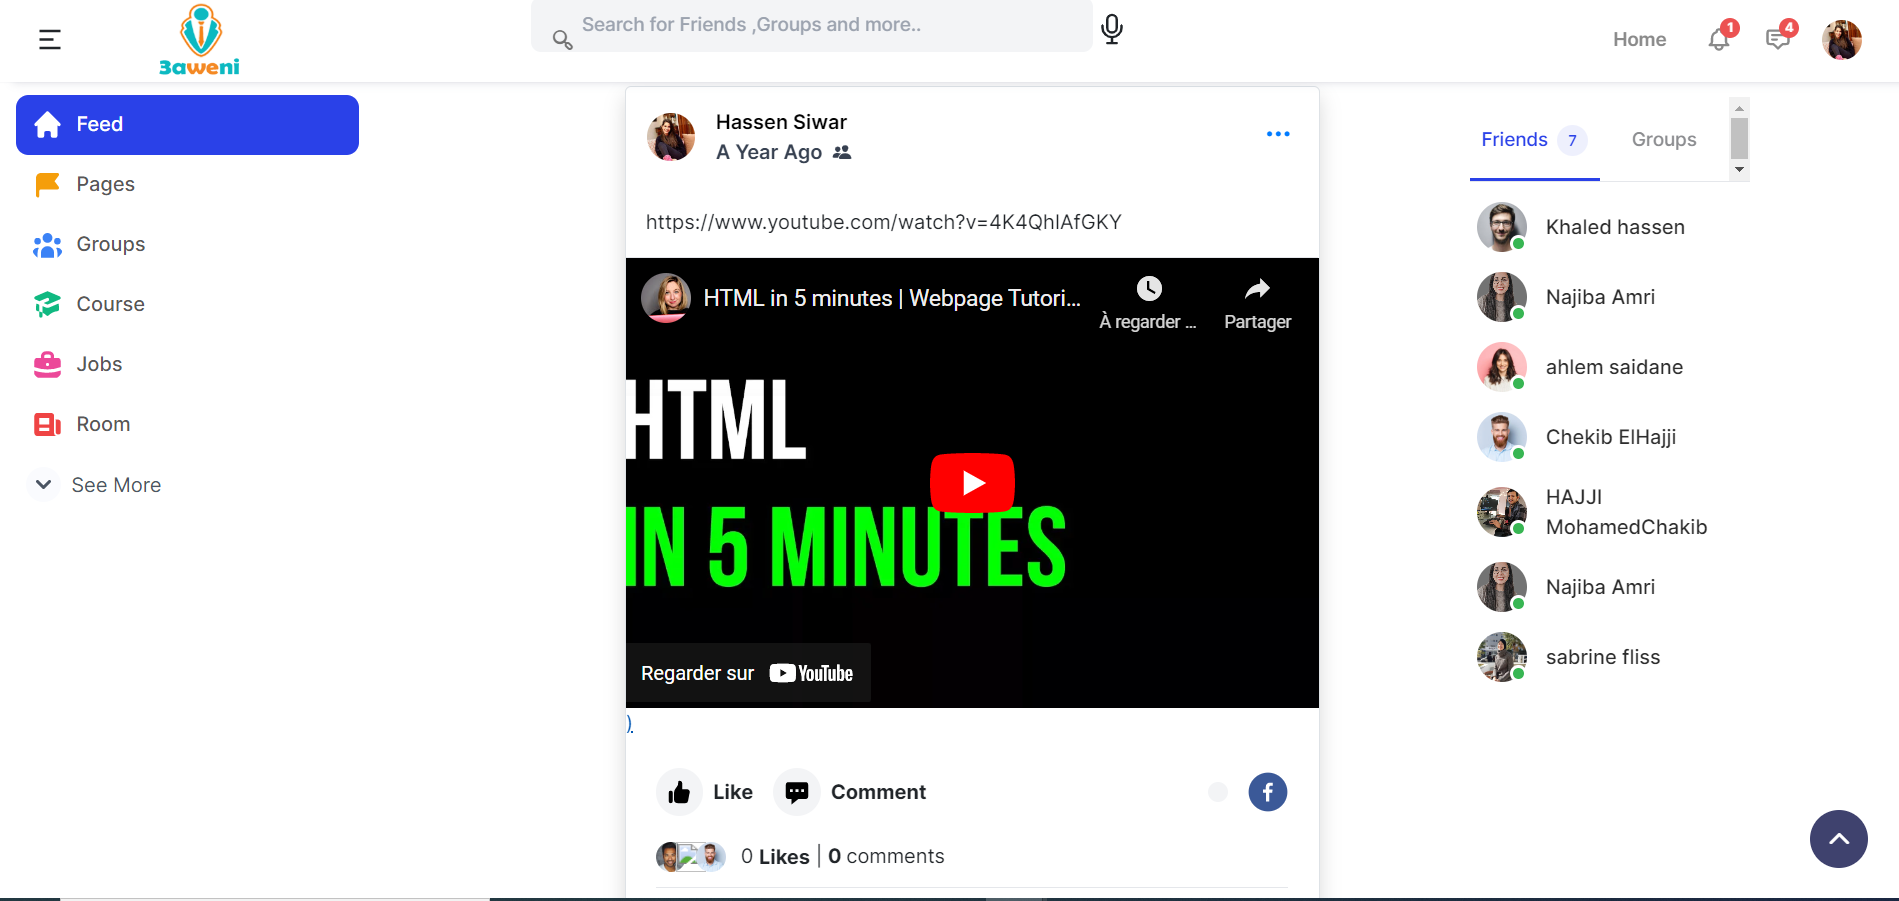 3aweni
Search for Friends ,Groups and more..
Home
1
4
Feed
Pages
Groups
Course
Jobs
Room
See More
Hassen Siwar
A Year Ago
https://www.youtube.com/watch?v=4K4QhIAfGKY
HTML in 5 minutes | Webpage Tutori...
À regarder ...
Partager
HTML
IN 5 MINUTES
Regarder sur YouTube
)
Like
Comment
0 Likes | 0 comments
Friends 7
Groups
Khaled hassen
Najiba Amri
ahlem saidane
Chekib ElHajji
HAJJI
MohamedChakib
Najiba Amri
sabrine fliss